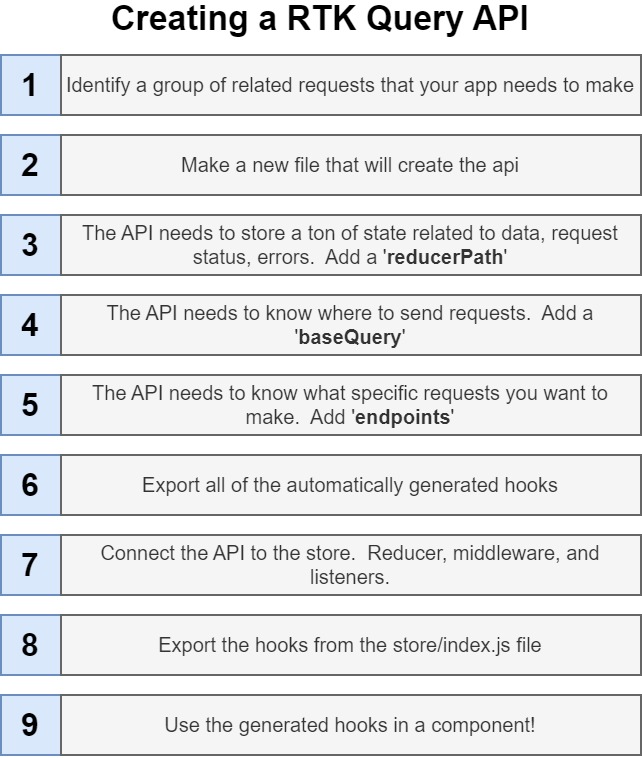 Creating a RTK Query API
1
Identify a group of related requests that your app needs to make
2
Make a new file that will create the api
3
The API needs to store a ton of state related to data, request
status, errors.  Add a 'reducerPath'
4
The API needs to know where to send requests.  Add a
'baseQuery'
5
The API needs to know what specific requests you want to
make.  Add 'endpoints'
6
Export all of the automatically generated hooks
7
Connect the API to the store.  Reducer, middleware, and
listeners.
8
Export the hooks from the store/index.js file
9
Use the generated hooks in a component!